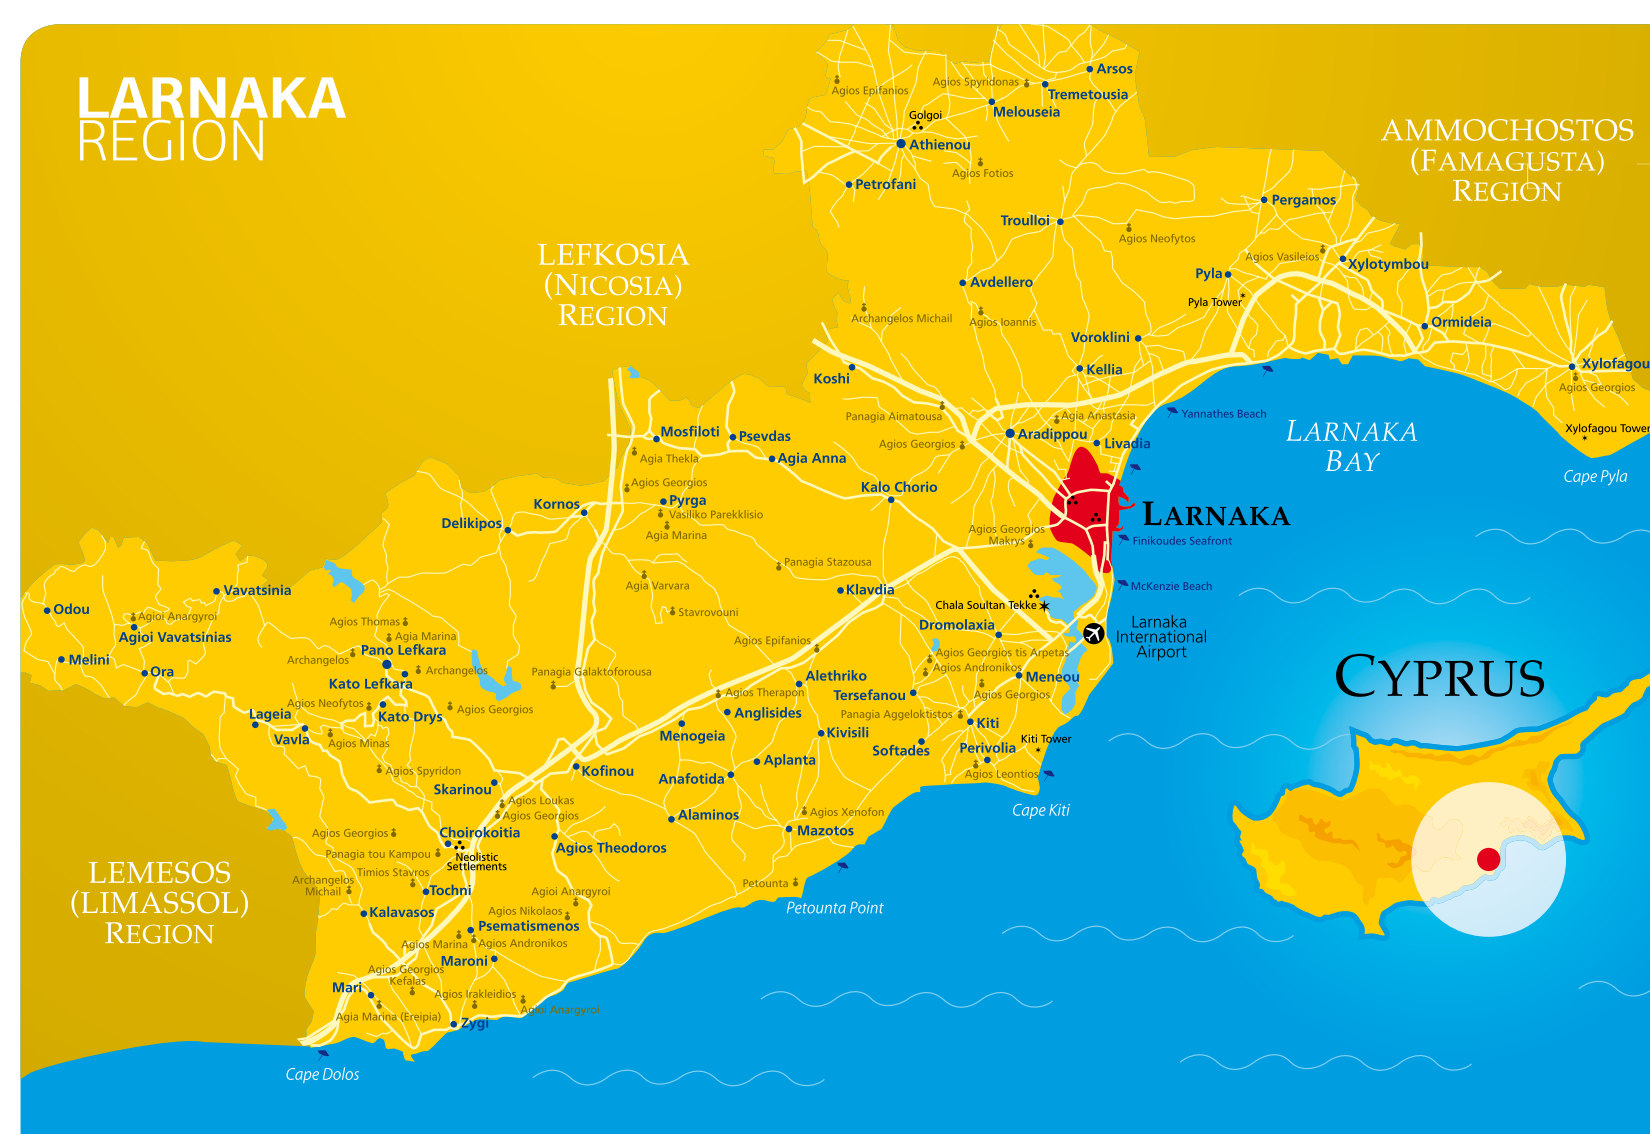 LARNAKA
REGION
LEFKOSIA
(NICOSIA)
REGION
AMMOCHOSTOS
(FAMAGUSTA)
REGION
LEMESOS
(LIMASSOL)
REGION
Arsos
Agios Spyridonas
Tremetousia
Agios Epifanios
Melouseia
Golgoi
Athienou
Agios Fotios
Petrofani
Pergamos
Troulloi
Agios Neofytos
Agios Vasileios
Xylotymbou
Pyla
Avdellero
Pyla Tower
Archangelos Michail
Agios Ioannis
Ormideia
Voroklini
Xylofagou
Kellia
Koshi
Agios Georgios
Panagia Aimatousa
Agia Anastasia
Yannathes Beach
Xylofagou Tower
LARNAKA
BAY
Mosfiloti
Psevdas
Aradippou
Agios Georgios
Livadia
Agia Thekla
Agia Anna
Cape Pyla
Agios Georgios
Kalo Chorio
Kornos
Pyrga
Vasiliko Parekklisio
LARNAKA
Delikipos
Agia Marina
Agios Georgios
Makrys
Finikoudes Seafront
Panagia Stazousa
Agia Varvara
McKenzie Beach
Vavatsinia
Klavdia
Odou
Chala Soultan Tekke
Agioi Anargyroi
Stavrovouni
Agios Thomas
Dromolaxia
Larnaka
International
Airport
Agioi Vavatsinias
Agia Marina
Agios Epifanios
Pano Lefkara
Agios Georgios tis Arpetas
Melini
Archangelos
Agios Andronikos
Ora
Archangelos
Panagia Galaktoforousa
Alethriko
Meneou
Kato Lefkara
Agios Therapon
Tersefanou
Agios Georgios
CYPRUS
Agios Neofytos
Agios Georgios
Lageia
Kato Drys
Anglisides
Panagia Aggeloktistos
Kiti
Vavla
Agios Minas
Menogeia
Kivisili
Softades
Perivolia
Kiti Tower
Aplanta
Agios Spyridon
Kofinou
Anafotida
Agios Leontios
Skarinou
Agios Loukas
Cape Kiti
Agios Georgios
Alaminos
Agios Xenofon
Agios Georgios
Choirokoitia
Mazotos
Agios Theodoros
Panagia tou Kampou
Neolistic
Settlements
Timios Stavros
Archangelos
Michail
Tochni
Petounta
Agioi Anargyroi
Petounta Point
Kalavasos
Agios Nikolaos
Psematismenos
Agios Marina
Agios Andronikos
Maroni
Agios Georgios
Kefalas
Mari
Agios Irakleidios
Agioi Anargyroi
Agia Marina (Ereipia)
Zygi
Cape Dolos